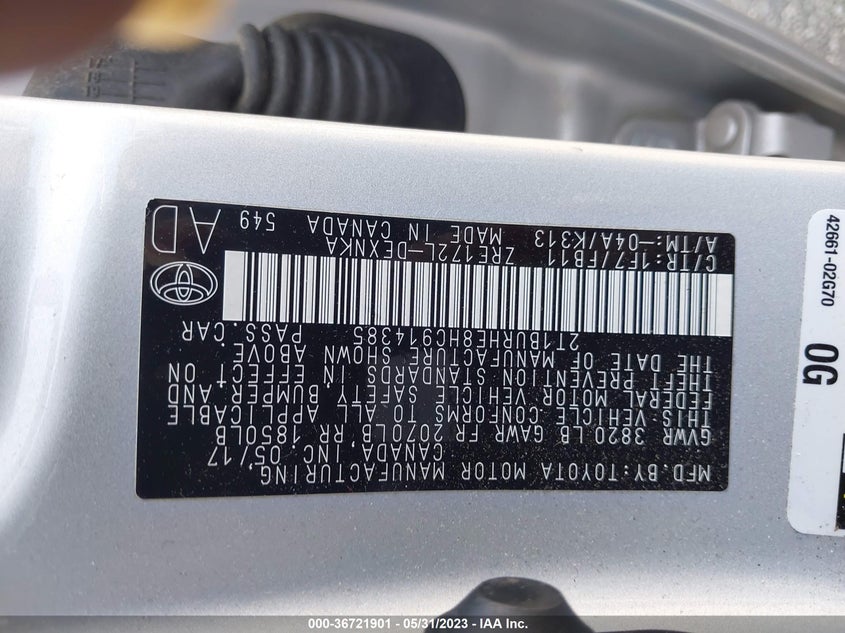 MFD. BY: TOYOTA MOTOR MANUFACTURING,
CANADA, INC. 05/17
GVWR 3820 LB GAWR FR 2070LB, RR 1850LB
THIS VEHICLE CONFORMS TO ALL APPLICABLE
FEDERAL MOTOR VEHICLE SAFETY, BUMPER, AND
THEFT PREVENTION STANDARDS IN EFFECT ON
THE DATE OF MANUFACTURE SHOWN ABOVE.
2T1BURHE8HC914385 PASS. CAR
C/TR: 1F7/FB11 ZRE172L-DEXNKA
A/TM: -04A/K313 MADE IN CANADA 549
AD
42661-02G70
0G
000-36721901 - 05/31/2023 - IAA Inc.